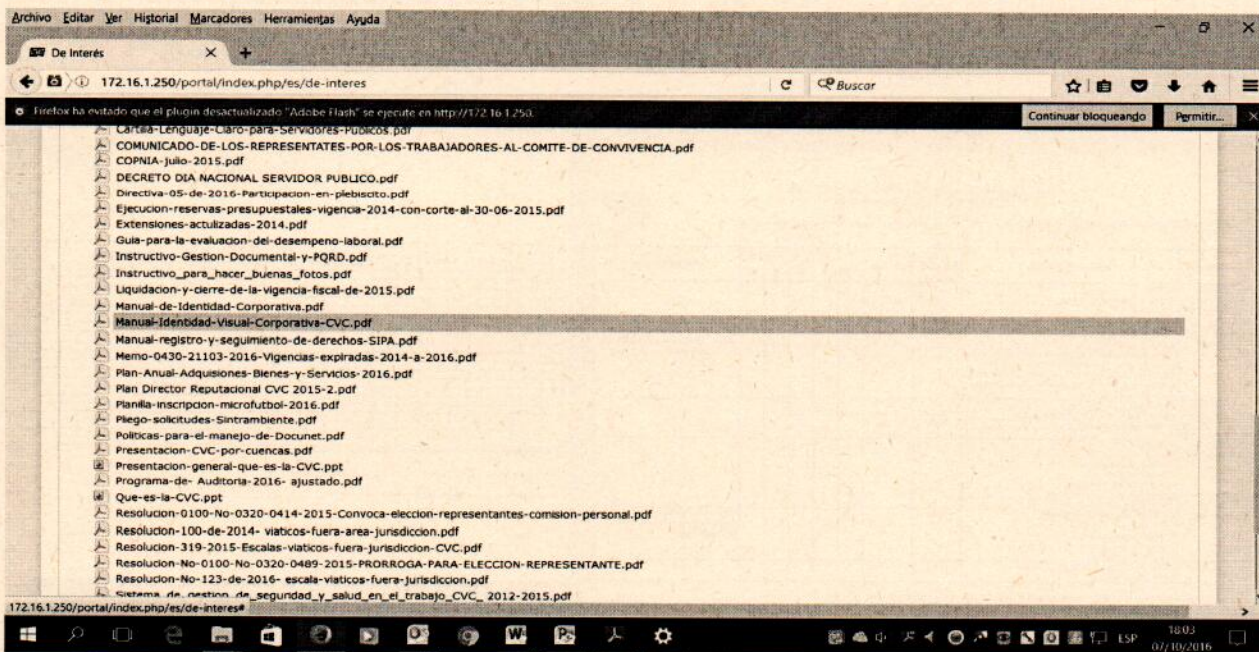 Archivo Editar Ver Historial Marcadores Herramientas Ayuda
De Interés
172.16.1.250/portal/index.php/es/de-interes
Buscar
Firefox ha evitado que el plugin desactualizado "Adobe Flash" se ejecute en http://172.16.1.250.
Continuar bloqueando
Permitir...
Cartilla-Lenguaje-Claro-para-Servidores-Publicos.pdf
COMUNICADO-DE-LOS-REPRESENTATES-POR-LOS-TRABAJADORES-AL-COMITE-DE-CONVIVENCIA.pdf
COPNIA-julio-2015.pdf
DECRETO DIA NACIONAL SERVIDOR PUBLICO.pdf
Directiva-05-de-2016-Participacion-en-plebiscito.pdf
Ejecucion-reservas-presupuestales-vigencia-2014-con-corte-al-30-06-2015.pdf
Extensiones-actulizadas-2014.pdf
Guia-para-la-evaluacion-del-desempeno-laboral.pdf
Instructivo-Gestion-Documental-y-PQRD.pdf
Instructivo_para_hacer_buenas_fotos.pdf
Liquidacion-y-cierre-de-la-vigencia-fiscal-de-2015.pdf
Manual-de-Identidad-Corporativa.pdf
Manual-Identidad-Visual-Corporativa-CVC.pdf
Manual-registro-y-seguimiento-de-derechos-SIPA.pdf
Memo-0430-21103-2016-Vigencias-expiradas-2014-a-2016.pdf
Plan-Anual-Adquisiones-Bienes-y-Servicios-2016.pdf
Plan Director Reputacional CVC 2015-2.pdf
Planilla-inscripcion-microfutbol-2016.pdf
Pliego-solicitudes-Sintrambiente.pdf
Politicas-para-el-manejo-de-Docunet.pdf
Presentacion-CVC-por-cuencas.pdf
Presentacion-general-que-es-la-CVC.ppt
Programa-de- Auditoria-2016- ajustado.pdf
Que-es-la-CVC.ppt
Resolucion-0100-No-0320-0414-2015-Convoca-eleccion-representantes-comision-personal.pdf
Resolucion-100-de-2014- viaticos-fuera-area-jurisdiccion.pdf
Resolucion-319-2015-Escalas-viaticos-fuera-jurisdiccion-CVC.pdf
Resolucion-No-0100-No-0320-0489-2015-PRORROGA-PARA-ELECCION-REPRESENTANTE.pdf
Resolucion-No-123-de-2016- escala-viaticos-fuera-jurisdiccion.pdf
Sistema_de_gestion_de_seguridad_y_salud_en_el_trabajo_CVC_ 2012-2015.pdf
172.16.1.250/portal/index.php/es/de-interes#
ESP
18:03
07/10/2016